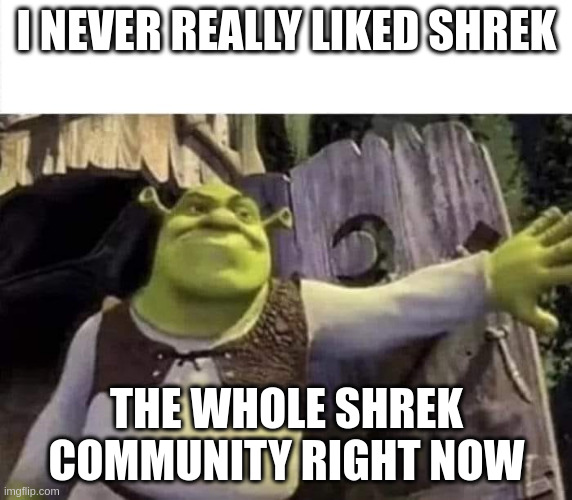 I NEVER REALLY LIKED SHREK
THE WHOLE SHREK
COMMUNITY RIGHT NOW
imgflip.com